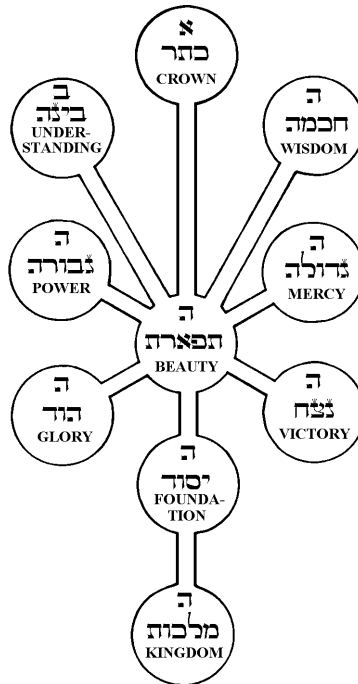 א
כתר
CROWN
ב
בינה
UNDER-
STANDING
ה
חכמה
WISDOM
ה
גבורה
POWER
ה
גדולה
MERCY
ה
תפארת
BEAUTY
ה
הוד
GLORY
ה
נצח
VICTORY
ה
יסוד
FOUNDA-
TION
ה
מלכות
KINGDOM